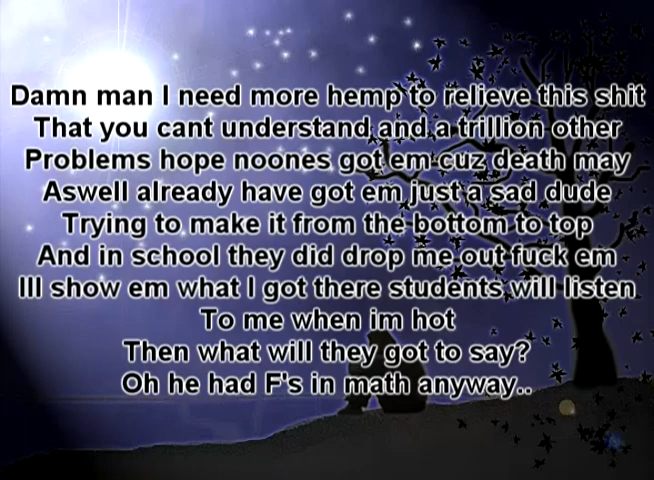 Damn man I need more hemp to relieve this shit
That you cant understand and a trillion other
Problems hope noones got em cuz death may
Aswell already have got em just a sad dude
Trying to make it from the bottom to top
And in school they did drop me out fuck em
Ill show em what I got there students will listen
To me when im hot
Then what will they got to say?
Oh he had F's in math anyway..